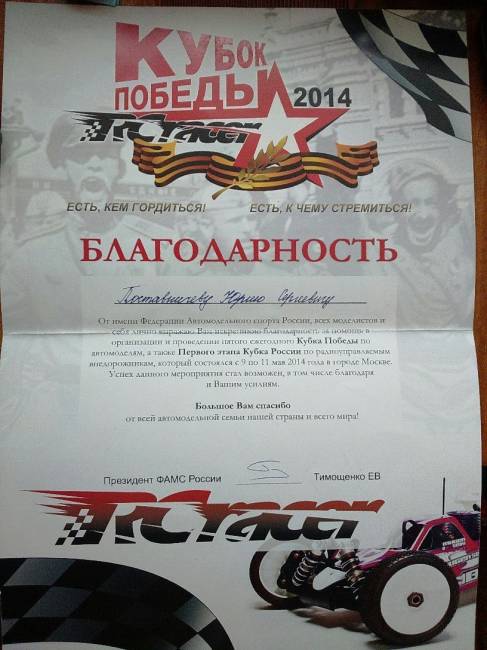 КУБОК
ПОБЕДЫ
2014
RCracer
ЕСТЬ, КЕМ ГОРДИТЬСЯ! ЕСТЬ, К ЧЕМУ СТРЕМИТЬСЯ!
БЛАГОДАРНОСТЬ
Юрию Сергеевичу
От имени Федерации Автомодельного спорта России, всех моделистов и
себя лично выражаю Вам искреннюю благодарность за помощь в
организации и проведении пятого ежегодного Кубка Победы по
автомоделям, а также Первого этапа Кубка России по радиоуправляемым
внедорожникам, который состоялся с 9 по 11 мая 2014 года в городе Москве.
Успех данного мероприятия стал возможен, в том числе благодаря
и Вашим усилиям.
Большое Вам спасибо
от всей автомодельной семьи нашей страны и всего мира!
Президент ФАМС России Тимощенко ЕВ
RCracer